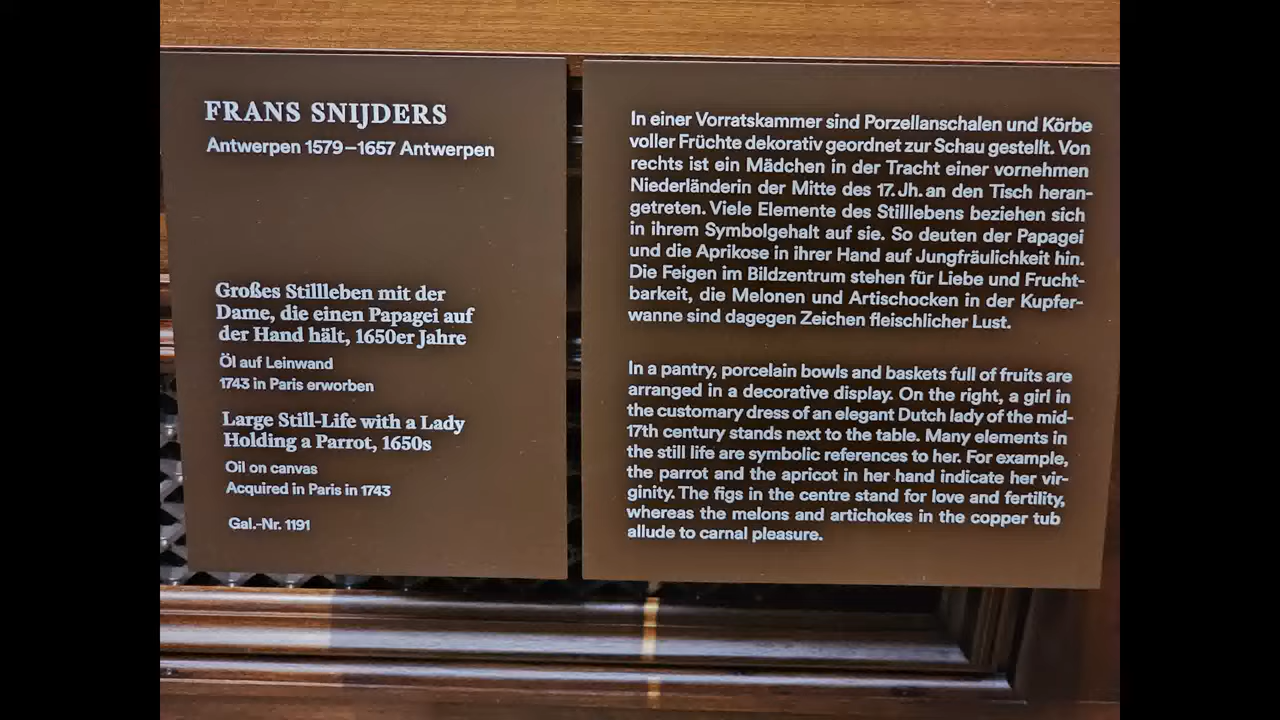 FRANS SNIJDERS
Antwerpen 1579–1657 Antwerpen
Großes Stillleben mit der
Dame, die einen Papagei auf
der Hand hält, 1650er Jahre
Öl auf Leinwand
1743 in Paris erworben
Large Still-Life with a Lady
Holding a Parrot, 1650s
Oil on canvas
Acquired in Paris in 1743
Gal.-Nr. 1191
In einer Vorratskammer sind Porzellanschalen und Körbe
voller Früchte dekorativ geordnet zur Schau gestellt. Von
rechts ist ein Mädchen in der Tracht einer vornehmen
Niederländerin der Mitte des 17. Jh. an den Tisch heran-
getreten. Viele Elemente des Stilllebens beziehen sich
in ihrem Symbolgehalt auf sie. So deuten der Papagei
und die Aprikose in ihrer Hand auf Jungfräulichkeit hin.
Die Feigen im Bildzentrum stehen für Liebe und Frucht-
barkeit, die Melonen und Artischocken in der Kupfer-
wanne sind dagegen Zeichen fleischlicher Lust.
In a pantry, porcelain bowls and baskets full of fruits are
arranged in a decorative display. On the right, a girl in
the customary dress of an elegant Dutch lady of the mid-
17th century stands next to the table. Many elements in
the still life are symbolic references to her. For example,
the parrot and the apricot in her hand indicate her vir-
ginity. The figs in the centre stand for love and fertility,
whereas the melons and artichokes in the copper tub
allude to carnal pleasure.